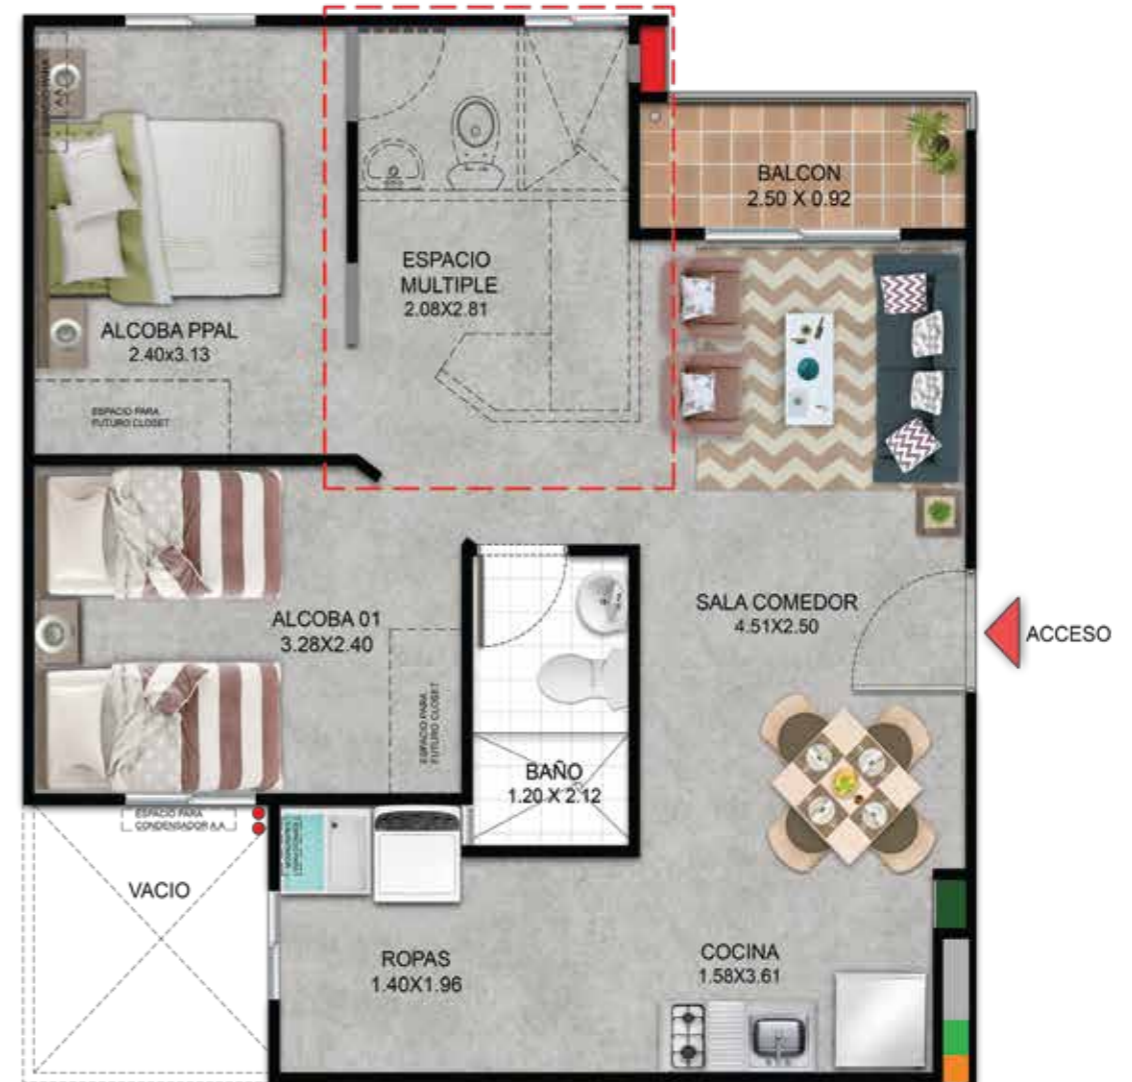 BALCON
2.50 X 0.92
ESPACIO
MULTIPLE
2.08X2.81
ALCOBA PPAL
2.40x3.13
ESPACIO PARA
FUTURO CLOSET
ALCOBA 01
3.28X2.40
ESPACIO PARA
FUTURO CLOSET
SALA COMEDOR
4.51X2.50
ACCESO
BAÑO
1.20 X 2.12
ESPACIO PARA
CONDENSADOR A.A.
VACIO
ROPAS
1.40X1.96
COCINA
1.58X3.61